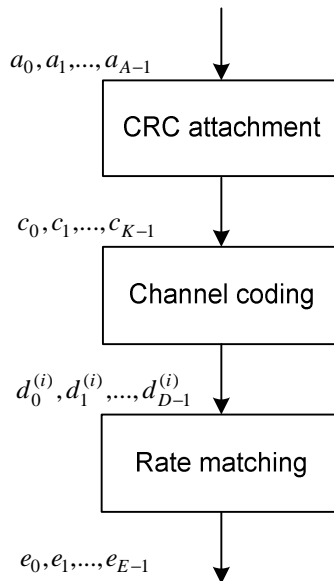 a_0, a_1,..., a_{A-1}
CRC attachment
c_0, c_1,..., c_{K-1}
Channel coding
d_0^{(i)}, d_1^{(i)},..., d_{D-1}^{(i)}
Rate matching
e_0, e_1,..., e_{E-1}